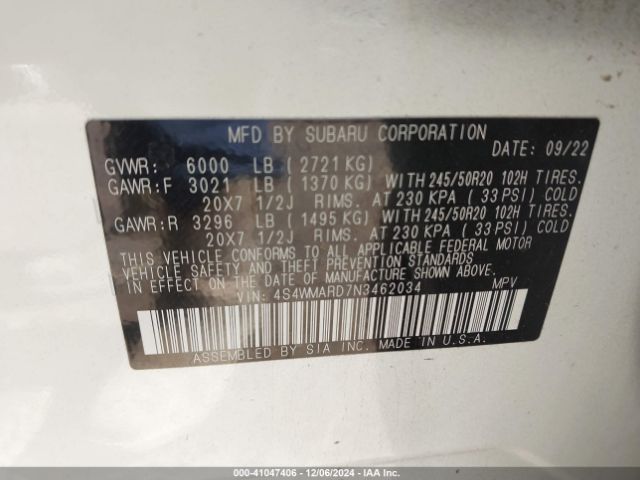 MFD BY SUBARU CORPORATION
DATE: 09/22
GVWR: 6000 LB (2721 KG)
GAWR:F 3021 LB (1370 KG) WITH 245/50R20 102H TIRES.
20X7 1/2J RIMS. AT 230 KPA (33 PSI) COLD
GAWR:R 3296 LB (1495 KG) WITH 245/50R20 102H TIRES.
20X7 1/2J RIMS. AT 230 KPA (33 PSI) COLD
THIS VEHICLE CONFORMS TO ALL APPLICABLE FEDERAL MOTOR
VEHICLE SAFETY AND THEFT PREVENTION STANDARDS
IN EFFECT ON THE DATE OF MANUFACTURE SHOWN ABOVE.
VIN: 4S4WMARD7N3462034 MPV
ASSEMBLED BY SIA INC. MADE IN U.S.A.
000-41047406 - 12/06/2024 - IAA Inc.